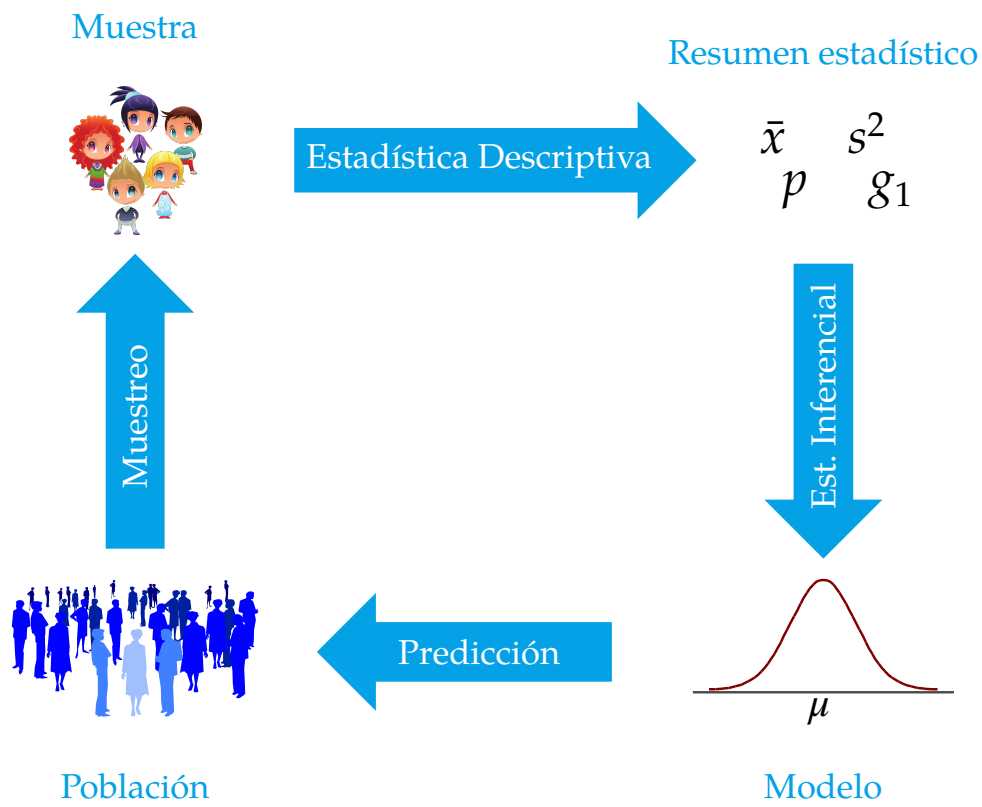 Muestra
Resumen estadístico
Estadística Descriptiva
x̄ s²
p g₁
Muestreo
Est. Inferencial
Predicción
μ
Población
Modelo